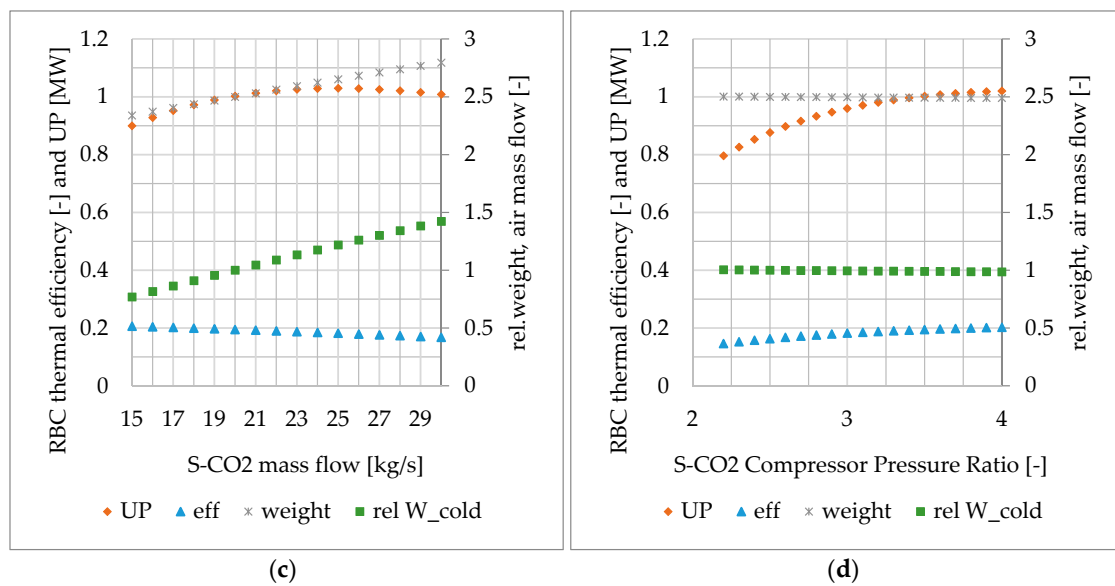 RBC thermal efficiency [-] and UP [MW]
1.2
1
0.8
0.6
0.4
0.2
0
3
2.5
2
1.5
1
0.5
0
rel.weight, air mass flow [-]
15 17 19 21 23 25 27 29
S-CO2 mass flow [kg/s]
UP eff weight rel W_cold
(c)
RBC thermal efficiency [-] and UP [MW]
1.2
1
0.8
0.6
0.4
0.2
0
3
2.5
2
1.5
1
0.5
0
rel.weight, air mass flow [-]
2 3 4
S-CO2 Compressor Pressure Ratio [-]
UP eff weight rel W_cold
(d)